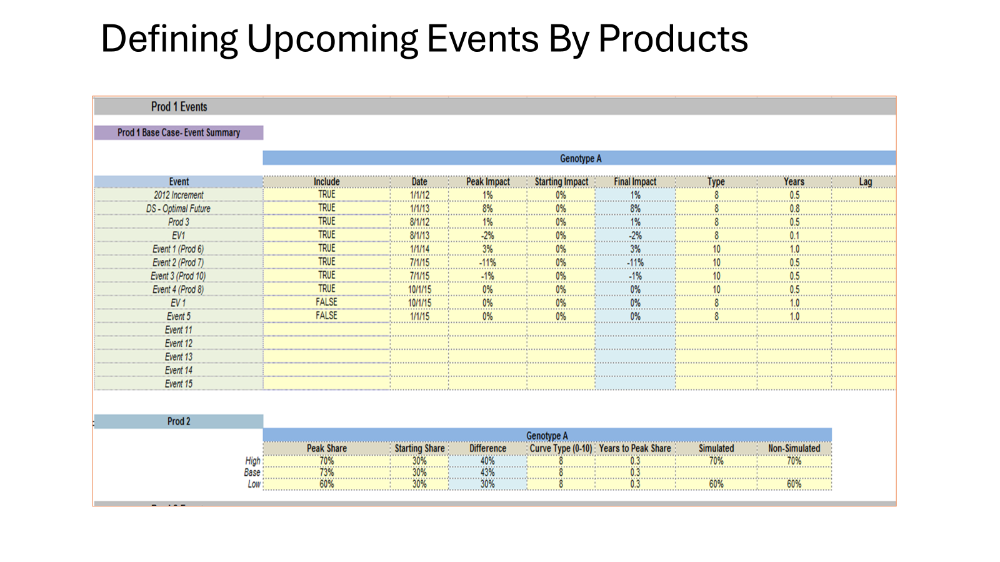 Defining Upcoming Events By Products
Prod 1 Events
Prod 1 Base Case- Event Summary
Genotype A
Event Include Date Peak Impact Starting Impact Final Impact Type Years Lag
2012 Increment TRUE 1/1/12 1% 0% 1% 8 0.5
DS - Optimal Future TRUE 1/1/13 8% 0% 8% 8 0.8
Prod 3 TRUE 8/1/12 1% 0% 1% 8 0.5
EV1 TRUE 8/1/13 -2% 0% -2% 8 0.1
Event 1 (Prod 6) TRUE 1/1/14 3% 0% 3% 10 1.0
Event 2 (Prod 7) TRUE 7/1/15 -11% 0% -11% 10 0.5
Event 3 (Prod 10) TRUE 7/1/15 -1% 0% -1% 10 0.5
Event 4 (Prod 8) TRUE 10/1/15 0% 0% 0% 10 0.5
EV 1 FALSE 10/1/15 0% 0% 0% 8 1.0
Event 5 FALSE 1/1/15 0% 0% 0% 8 1.0
Event 11
Event 12
Event 13
Event 14
Event 15
Prod 2
Genotype A
Peak Share Starting Share Difference Curve Type (0-10) Years to Peak Share Simulated Non-Simulated
High 70% 30% 40% 8 0.3 70% 70%
Base 73% 30% 43% 8 0.3
Low 60% 30% 30% 8 0.3 60% 60%